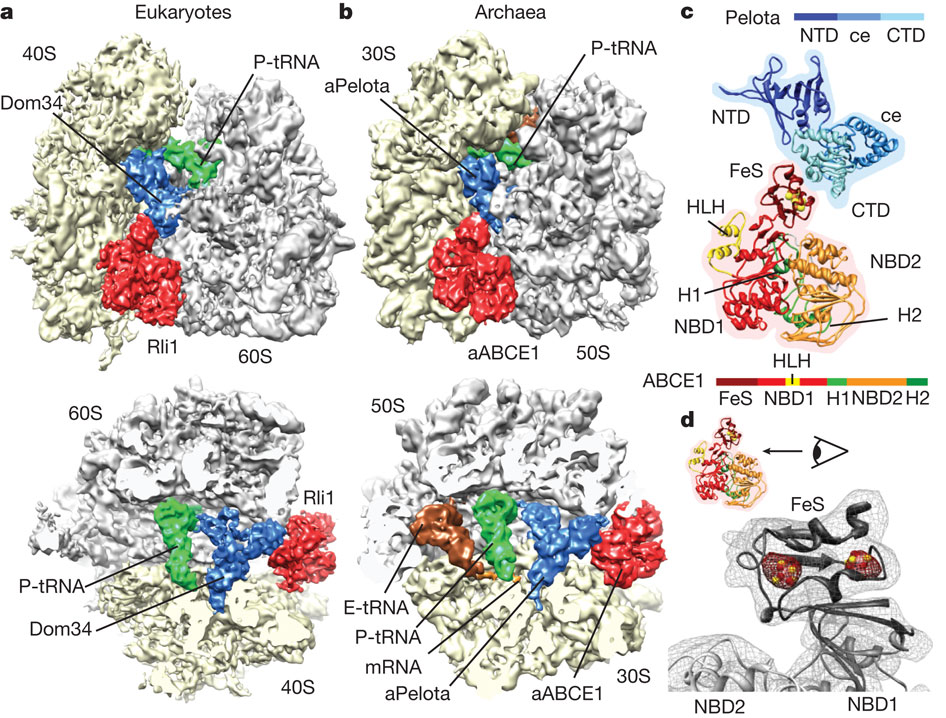 a
Eukaryotes
40S
P-tRNA
Dom34
Rli1
60S
60S
Rli1
P-tRNA
Dom34
40S
b
Archaea
30S
P-tRNA
aPelota
aABCE1
50S
50S
E-tRNA
P-tRNA
mRNA
aPelota
aABCE1
30S
c
Pelota
NTD ce CTD
NTD
ce
FeS
CTD
HLH
NBD2
H1
H2
NBD1
HLH
ABCE1
FeS NBD1 H1 NBD2 H2
d
FeS
NBD2
NBD1